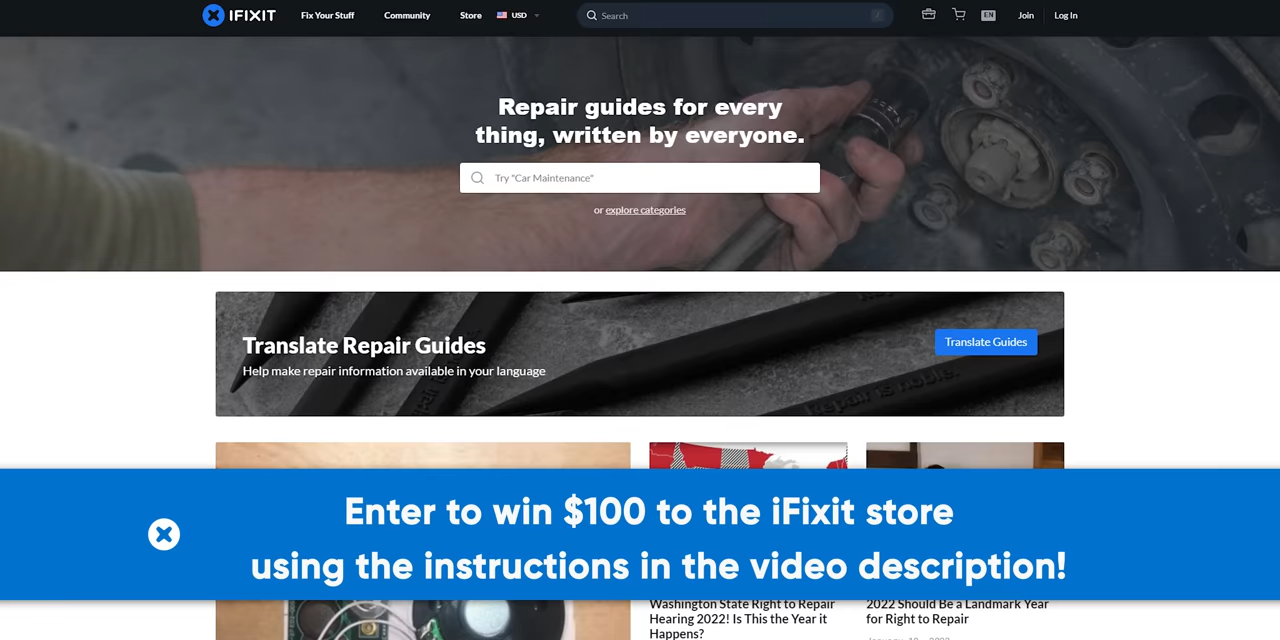 IFIXIT Fix Your Stuff Community Store USD Search / EN Join Log In
Repair guides for every
thing, written by everyone.
Try "Car Maintenance"
or explore categories
Translate Repair Guides
Help make repair information available in your language
Translate Guides
Repair is noble.
Enter to win $100 to the iFixit store
using the instructions in the video description!
Washington State Right to Repair
Hearing 2022! Is This the Year it
Happens?
2022 Should Be a Landmark Year
for Right to Repair